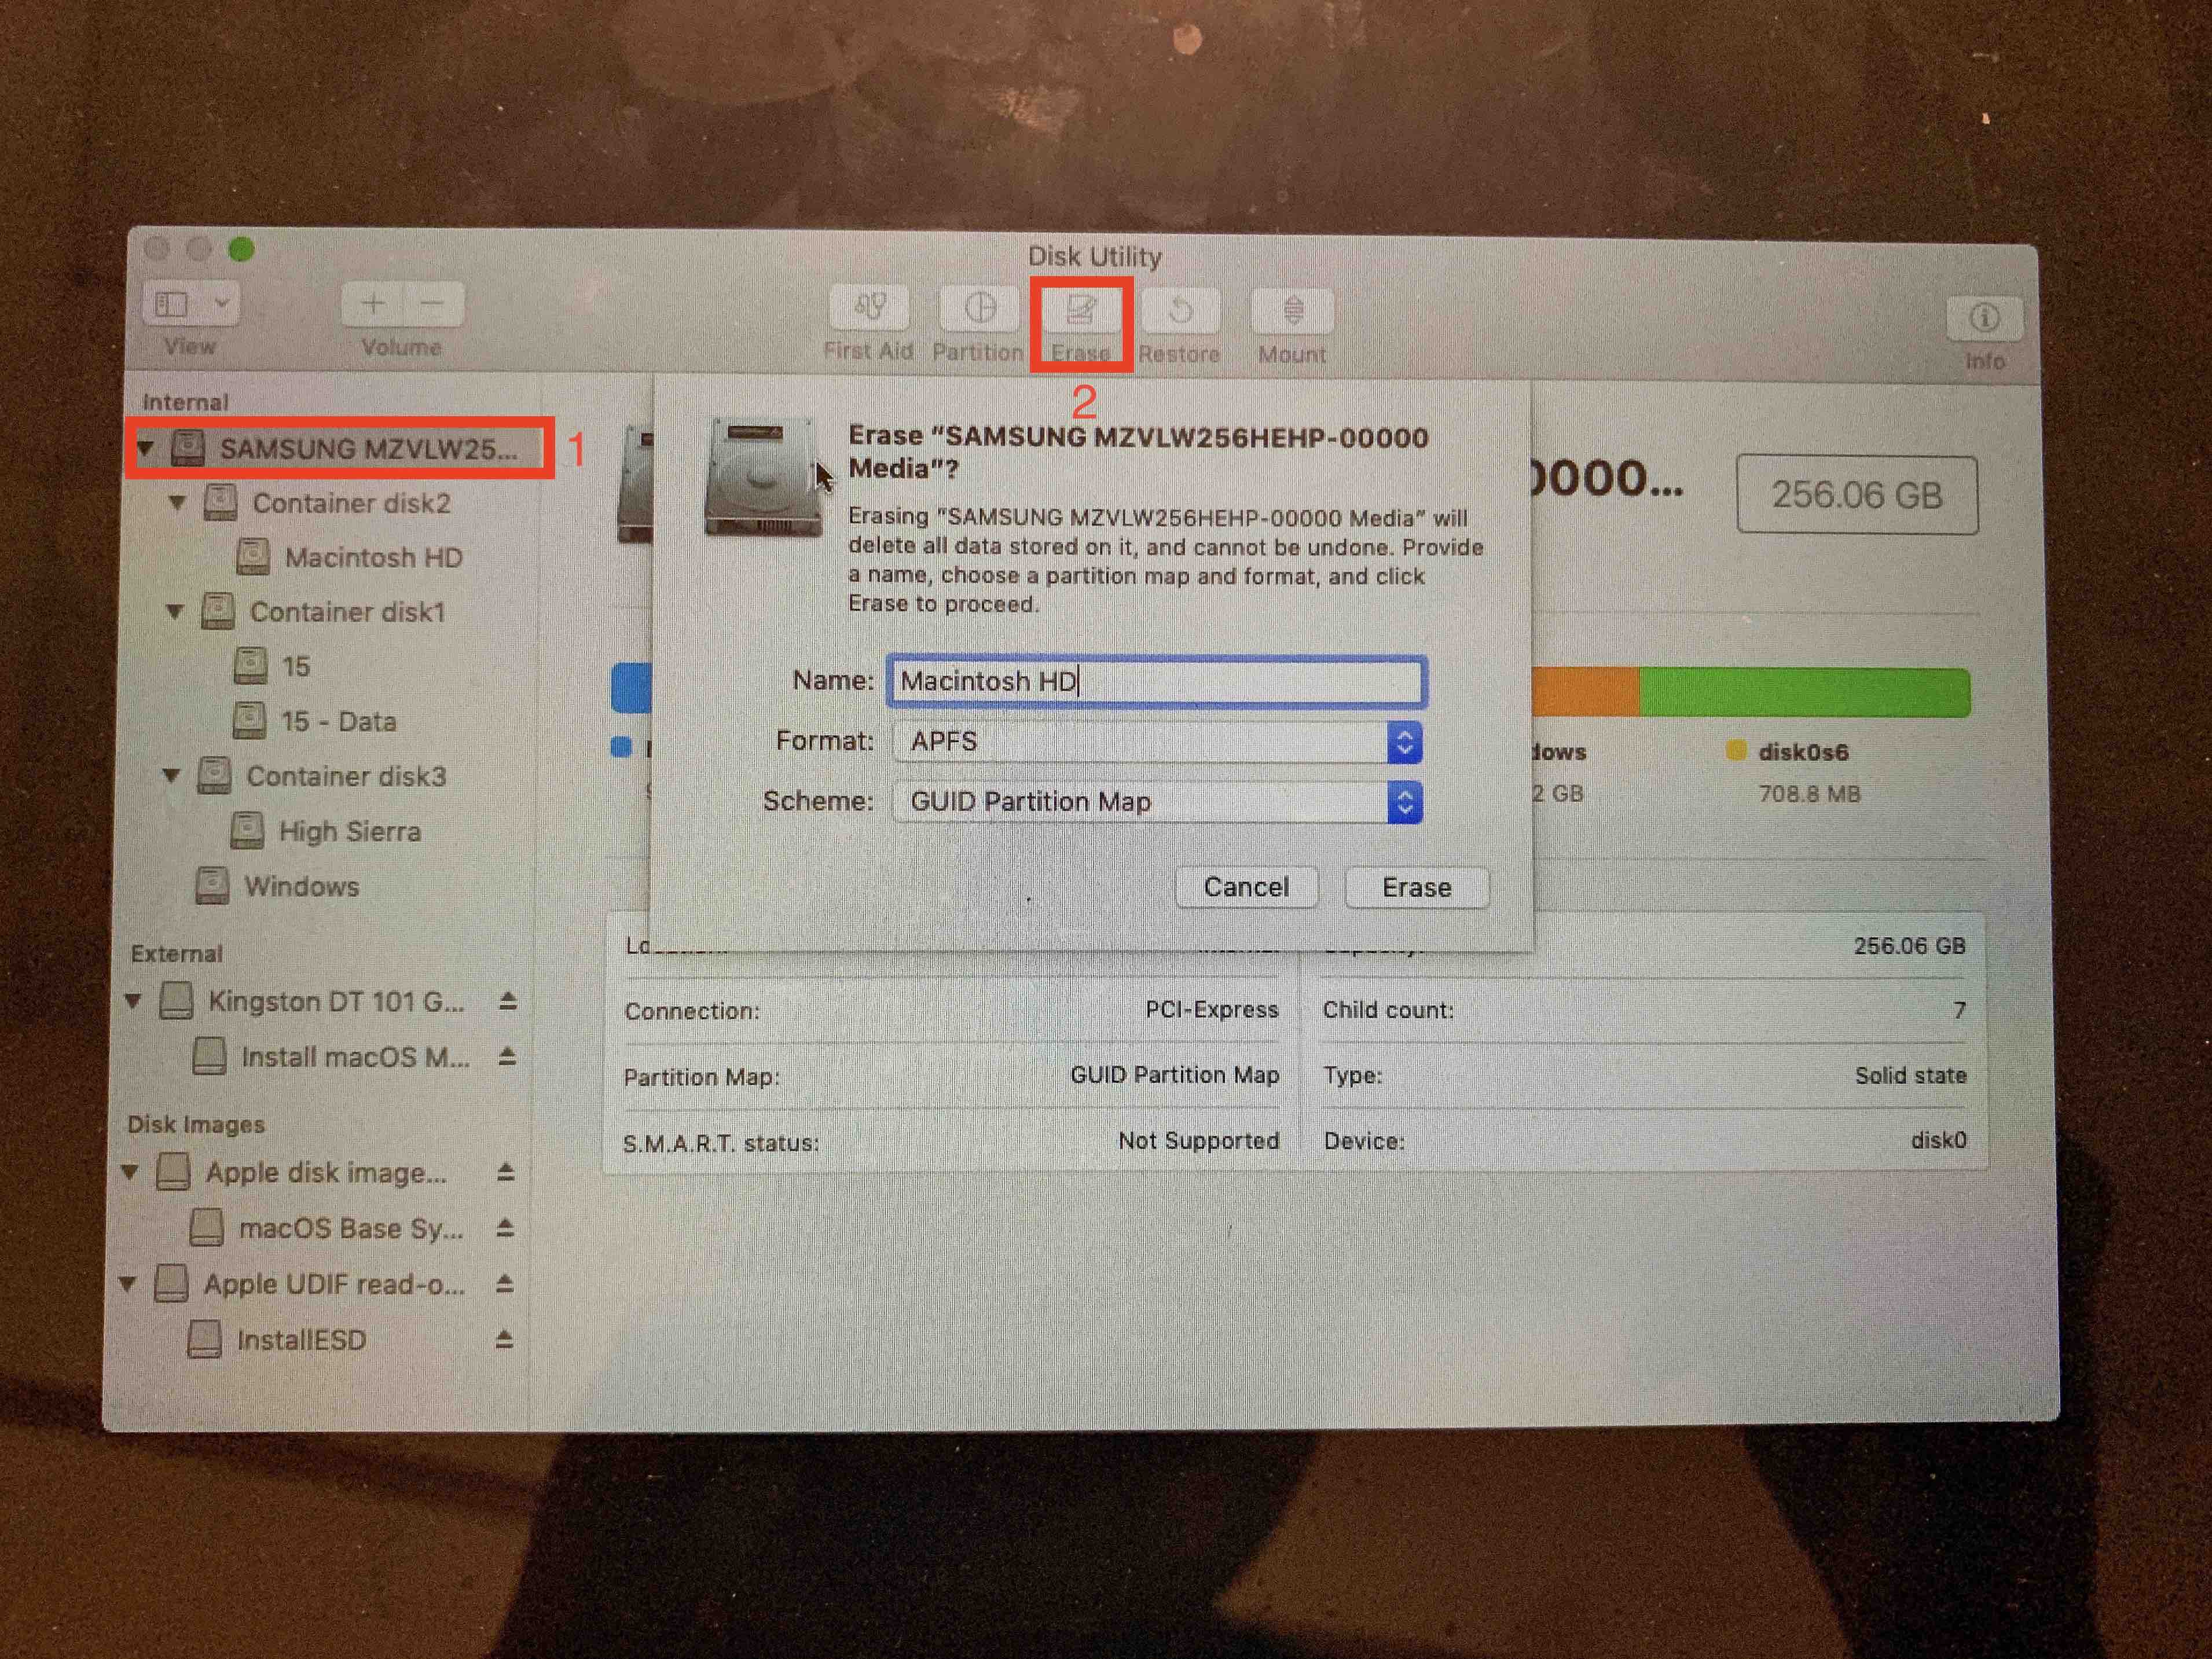 Disk Utility
View
Volume
First Aid
Partition
Erase
Restore
Mount
Info
2
Internal
SAMSUNG MZVLW25...
1
Container disk2
Macintosh HD
Container disk1
15
15 - Data
Container disk3
High Sierra
Windows
External
Kingston DT 101 G...
Install macOS M...
Disk Images
Apple disk image...
macOS Base Sy...
Apple UDIF read-o...
InstallESD
Erase "SAMSUNG MZVLW256HEHP-00000
Media"?
Erasing "SAMSUNG MZVLW256HEHP-00000 Media" will
delete all data stored on it, and cannot be undone. Provide
a name, choose a partition map and format, and click
Erase to proceed.
Name: Macintosh HD
Format: APFS
Scheme: GUID Partition Map
Cancel
Erase
0000...
256.06 GB
dows
2 GB
disk0s6
708.8 MB
256.06 GB
Connection: PCI-Express
Child count: 7
Partition Map: GUID Partition Map
Type: Solid state
S.M.A.R.T. status: Not Supported
Device: disk0